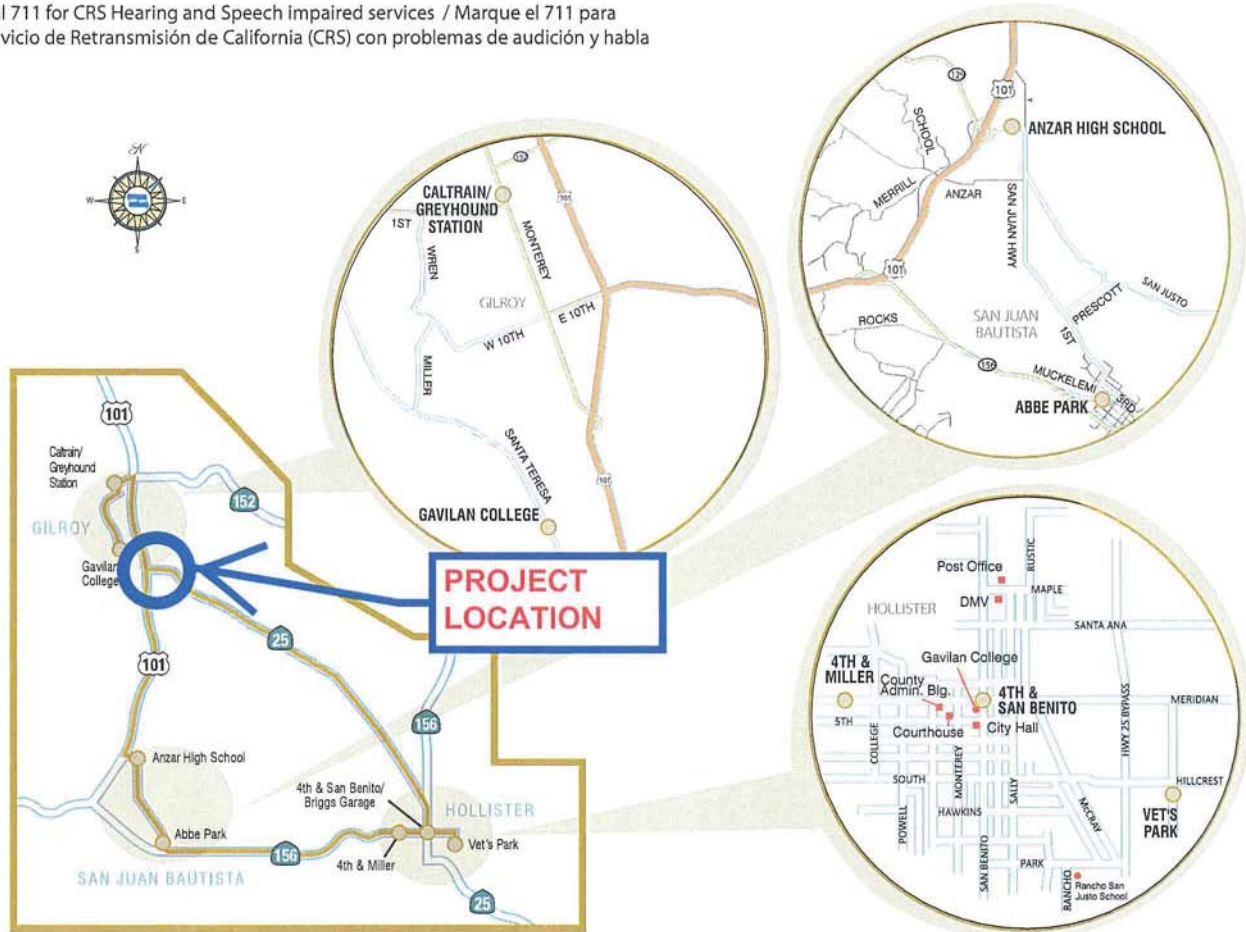 l 711 for CRS Hearing and Speech impaired services / Marque el 711 para
vicio de Retransmisión de California (CRS) con problemas de audición y habla
N
W
E
S
152
101
CALTRAIN/
GREYHOUND
STATION
1ST
WREN
MONTEREY
GILROY
W 10TH
E 10TH
MILLER
SANTA TERESA
101
GAVILAN COLLEGE
129
101
ANZAR HIGH SCHOOL
SCHOOL
MERRILL
ANZAR
SAN JUAN HWY
101
ROCKS
SAN JUAN
BAUTISTA
PRESCOTT
SAN JUSTO
1ST
156
MUCKELEMI
3RD
ABBE PARK
101
Caltrain/
Greyhound
Station
152
GILROY
Gavilan
College
PROJECT
LOCATION
25
101
156
Anzar High School
4th & San Benito/
Briggs Garage
HOLLISTER
Abbe Park
156
4th & Miller
Vet's Park
SAN JUAN BAUTISTA
25
Post Office
RUSTIC
MAPLE
DMV
HOLLISTER
SANTA ANA
4TH &
MILLER
Gavilan College
County
Admin. Blg.
4TH &
SAN BENITO
MERIDIAN
5TH
Courthouse
City Hall
COLLEGE
MONTEREY
HWY 25 BYPASS
SOUTH
SALLY
HILLCREST
POWELL
HAWKINS
McCRAY
VET'S
PARK
SAN BENITO
PARK
RANCHO
Rancho San
Justo School